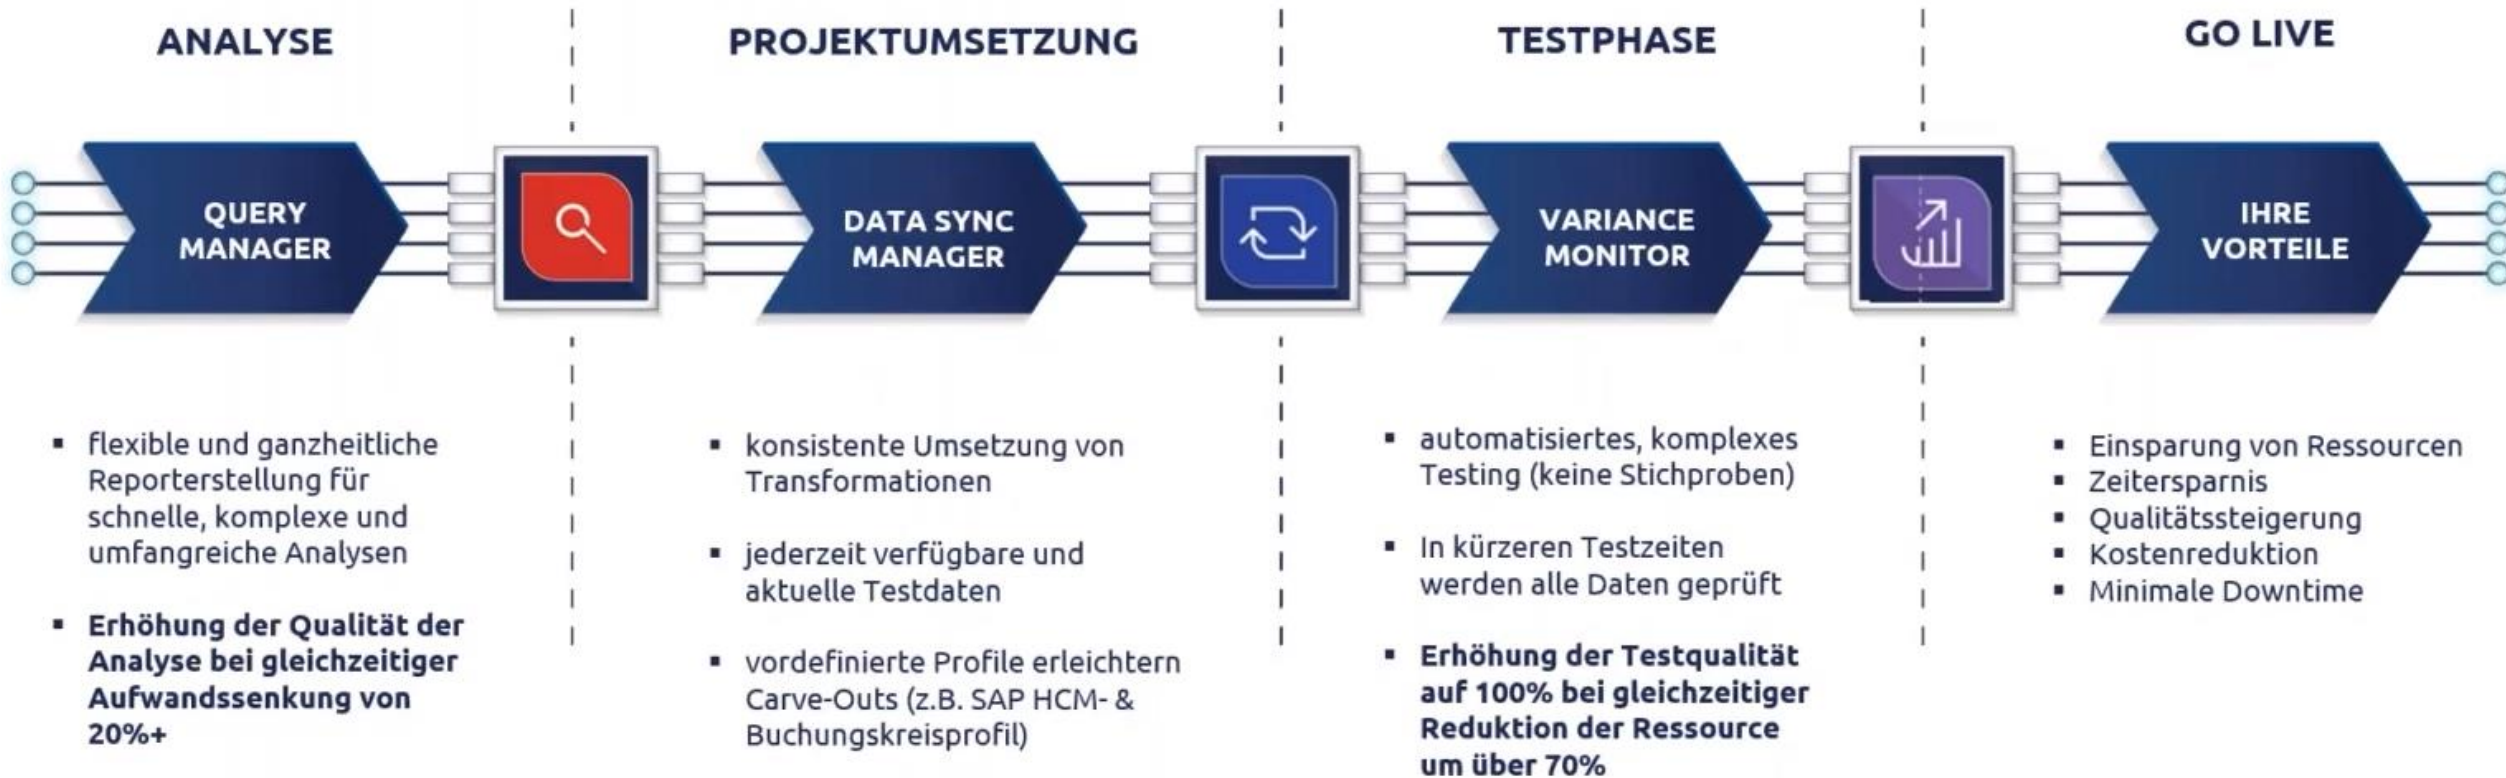 ANALYSE
PROJEKTUMSETZUNG
TESTPHASE
GO LIVE
QUERY
MANAGER
DATA SYNC
MANAGER
VARIANCE
MONITOR
IHRE
VORTEILE
▪ flexible und ganzheitliche
Reporterstellung für
schnelle, komplexe und
umfangreiche Analysen
▪ Erhöhung der Qualität der
Analyse bei gleichzeitiger
Aufwandssenkung von
20%+
▪ konsistente Umsetzung von
Transformationen
▪ jederzeit verfügbare und
aktuelle Testdaten
▪ vordefinierte Profile erleichtern
Carve-Outs (z.B. SAP HCM- &
Buchungskreisprofil)
▪ automatisiertes, komplexes
Testing (keine Stichproben)
▪ In kürzeren Testzeiten
werden alle Daten geprüft
▪ Erhöhung der Testqualität
auf 100% bei gleichzeitiger
Reduktion der Ressource
um über 70%
▪ Einsparung von Ressourcen
▪ Zeitersparnis
▪ Qualitätssteigerung
▪ Kostenreduktion
▪ Minimale Downtime